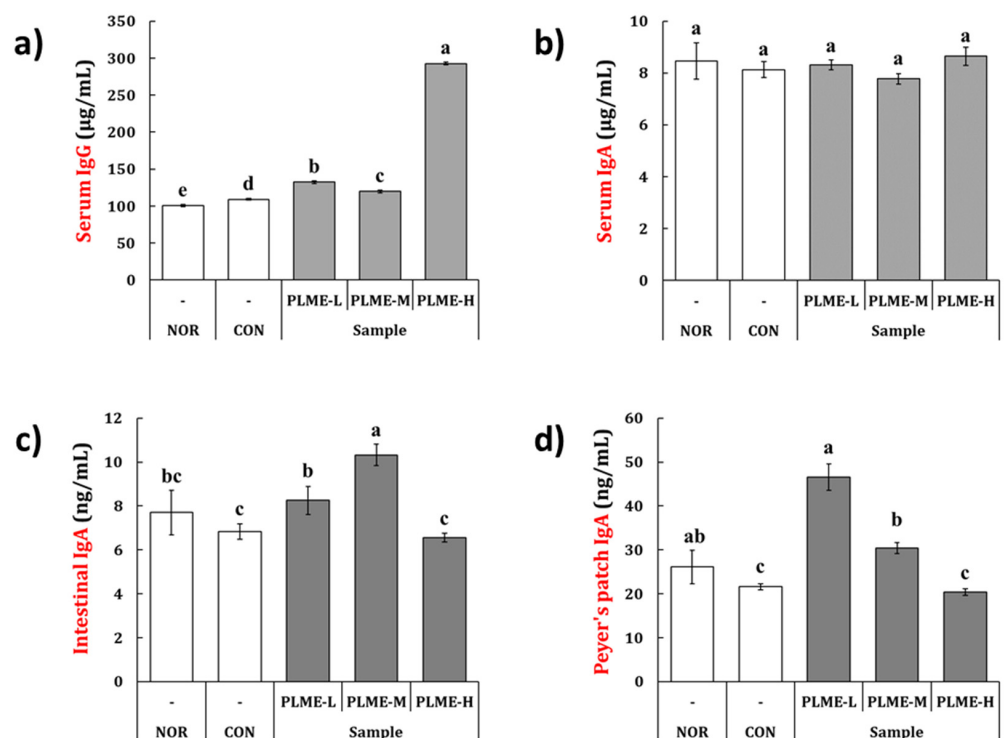 a)
Serum IgG (µg/mL)
350
300
250
200
150
100
50
0
e
d
b
c
a
- - PLME-L PLME-M PLME-H
NOR CON Sample
b)
Serum IgA (µg/mL)
10
8
6
4
2
0
a
a
a
a
a
- - PLME-L PLME-M PLME-H
NOR CON Sample
c)
Intestinal IgA (ng/mL)
12
10
8
6
4
2
0
bc
c
b
a
c
- - PLME-L PLME-M PLME-H
NOR CON Sample
d)
Peyer's patch IgA (ng/mL)
60
50
40
30
20
10
0
ab
c
a
b
c
- - PLME-L PLME-M PLME-H
NOR CON Sample